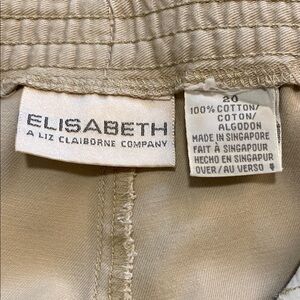 ELISABETH
A LIZ CLAIBORNE COMPANY
20
100% COTTON/
COTON/
ALGODON
MADE IN SINGAPORE
FAIT À SINGAPOUR
HECHO EN SINGAPUR
OVER/AU VERSO